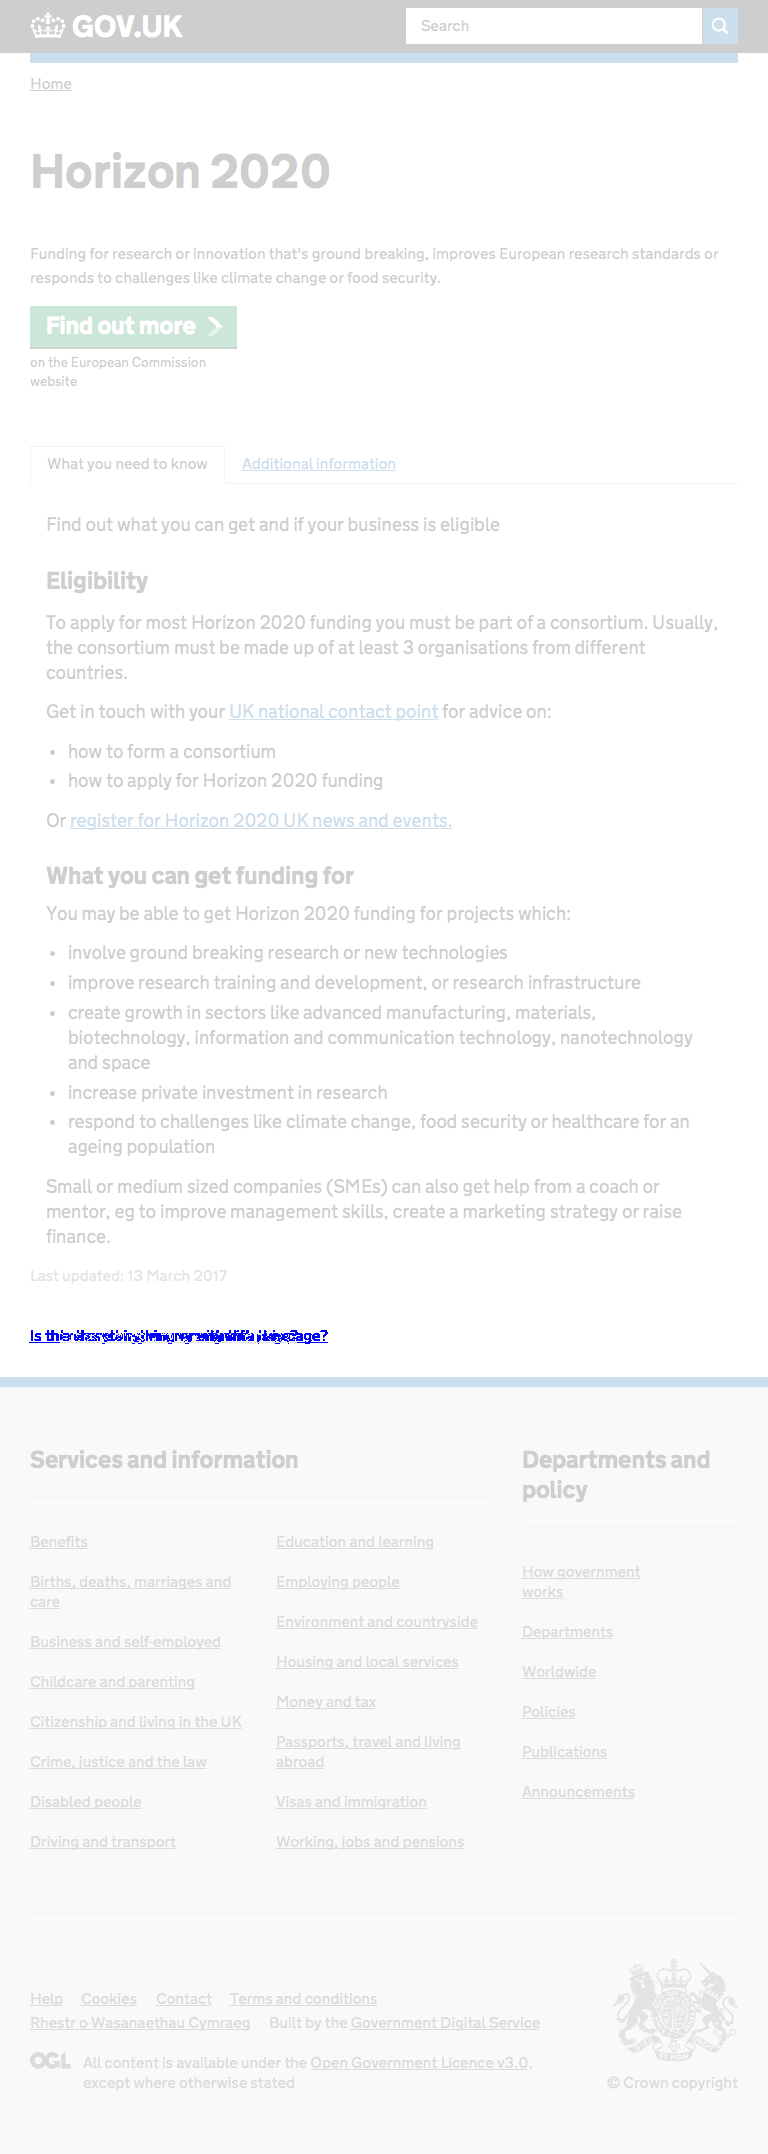 GOV.UK
Search
Home
Horizon 2020
Funding for research or innovation that's ground breaking, improves European research standards or
responds to challenges like climate change or food security.
Find out more
on the European Commission
website
What you need to know
Additional information
Find out what you can get and if your business is eligible
Eligibility
To apply for most Horizon 2020 funding you must be part of a consortium. Usually,
the consortium must be made up of at least 3 organisations from different
countries.
Get in touch with your UK national contact point for advice on:
• how to form a consortium
• how to apply for Horizon 2020 funding
Or register for Horizon 2020 UK news and events.
What you can get funding for
You may be able to get Horizon 2020 funding for projects which:
• involve ground breaking research or new technologies
• improve research training and development, or research infrastructure
• create growth in sectors like advanced manufacturing, materials,
biotechnology, information and communication technology, nanotechnology
and space
• increase private investment in research
• respond to challenges like climate change, food security or healthcare for an
ageing population
Small or medium sized companies (SMEs) can also get help from a coach or
mentor, eg to improve management skills, create a marketing strategy or raise
finance.
Last updated: 13 March 2017
Services and information
Benefits
Births, deaths, marriages and
care
Business and self-employed
Childcare and parenting
Citizenship and living in the UK
Crime, justice and the law
Disabled people
Driving and transport
Education and learning
Employing people
Environment and countryside
Housing and local services
Money and tax
Passports, travel and living
abroad
Visas and immigration
Working, jobs and pensions
Departments and
policy
How government
works
Departments
Worldwide
Policies
Publications
Announcements
Help Cookies Contact Terms and conditions
Rhestr o Wasanaethau Cymraeg Built by the Government Digital Service
OGL All content is available under the Open Government Licence v3.0,
except where otherwise stated
© Crown copyright